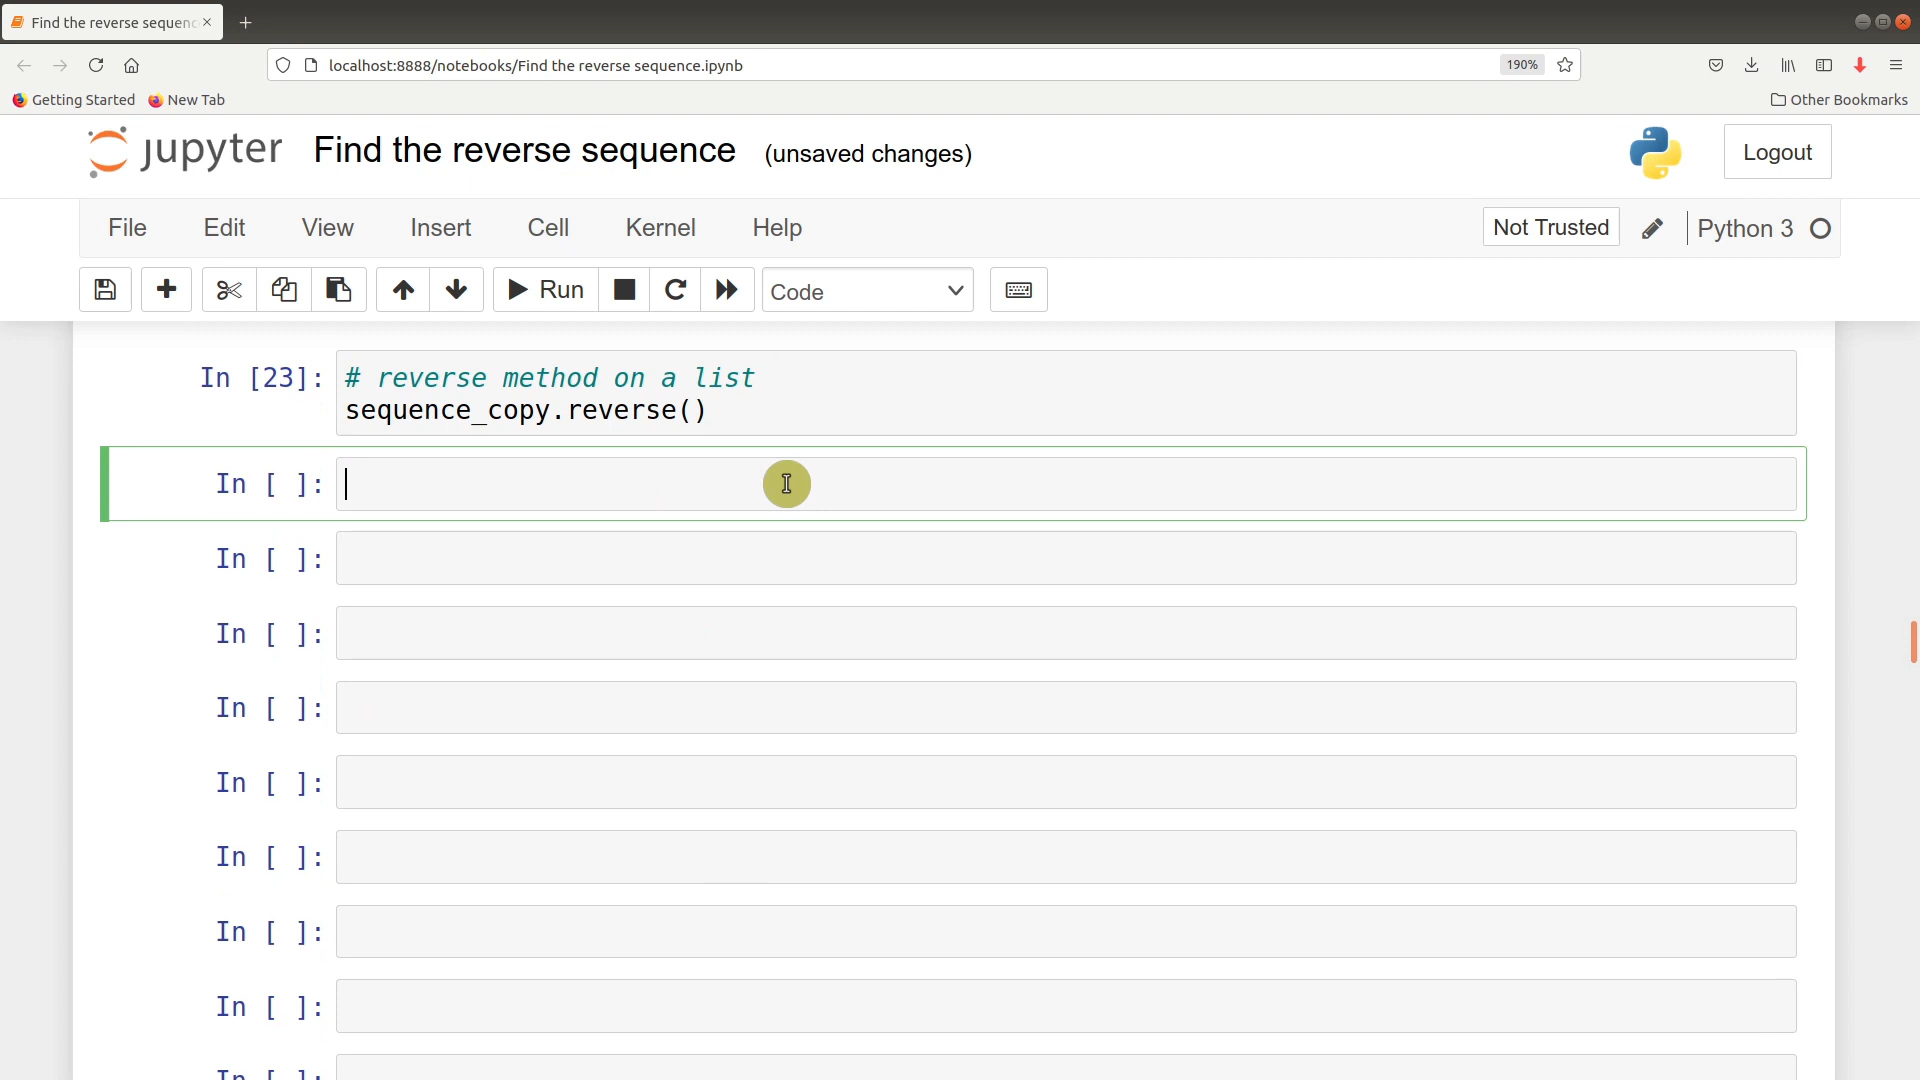 Find the reverse sequenc
localhost:8888/notebooks/Find the reverse sequence.ipynb
190%
Getting Started
New Tab
Other Bookmarks
jupyter
Find the reverse sequence
(unsaved changes)
Logout
File Edit View Insert Cell Kernel Help
Not Trusted
Python 3
Run
Code
In [23]:
# reverse method on a list
sequence_copy.reverse()
In [ ]:
In [ ]:
In [ ]:
In [ ]:
In [ ]:
In [ ]:
In [ ]:
In [ ]:
In [ ]: